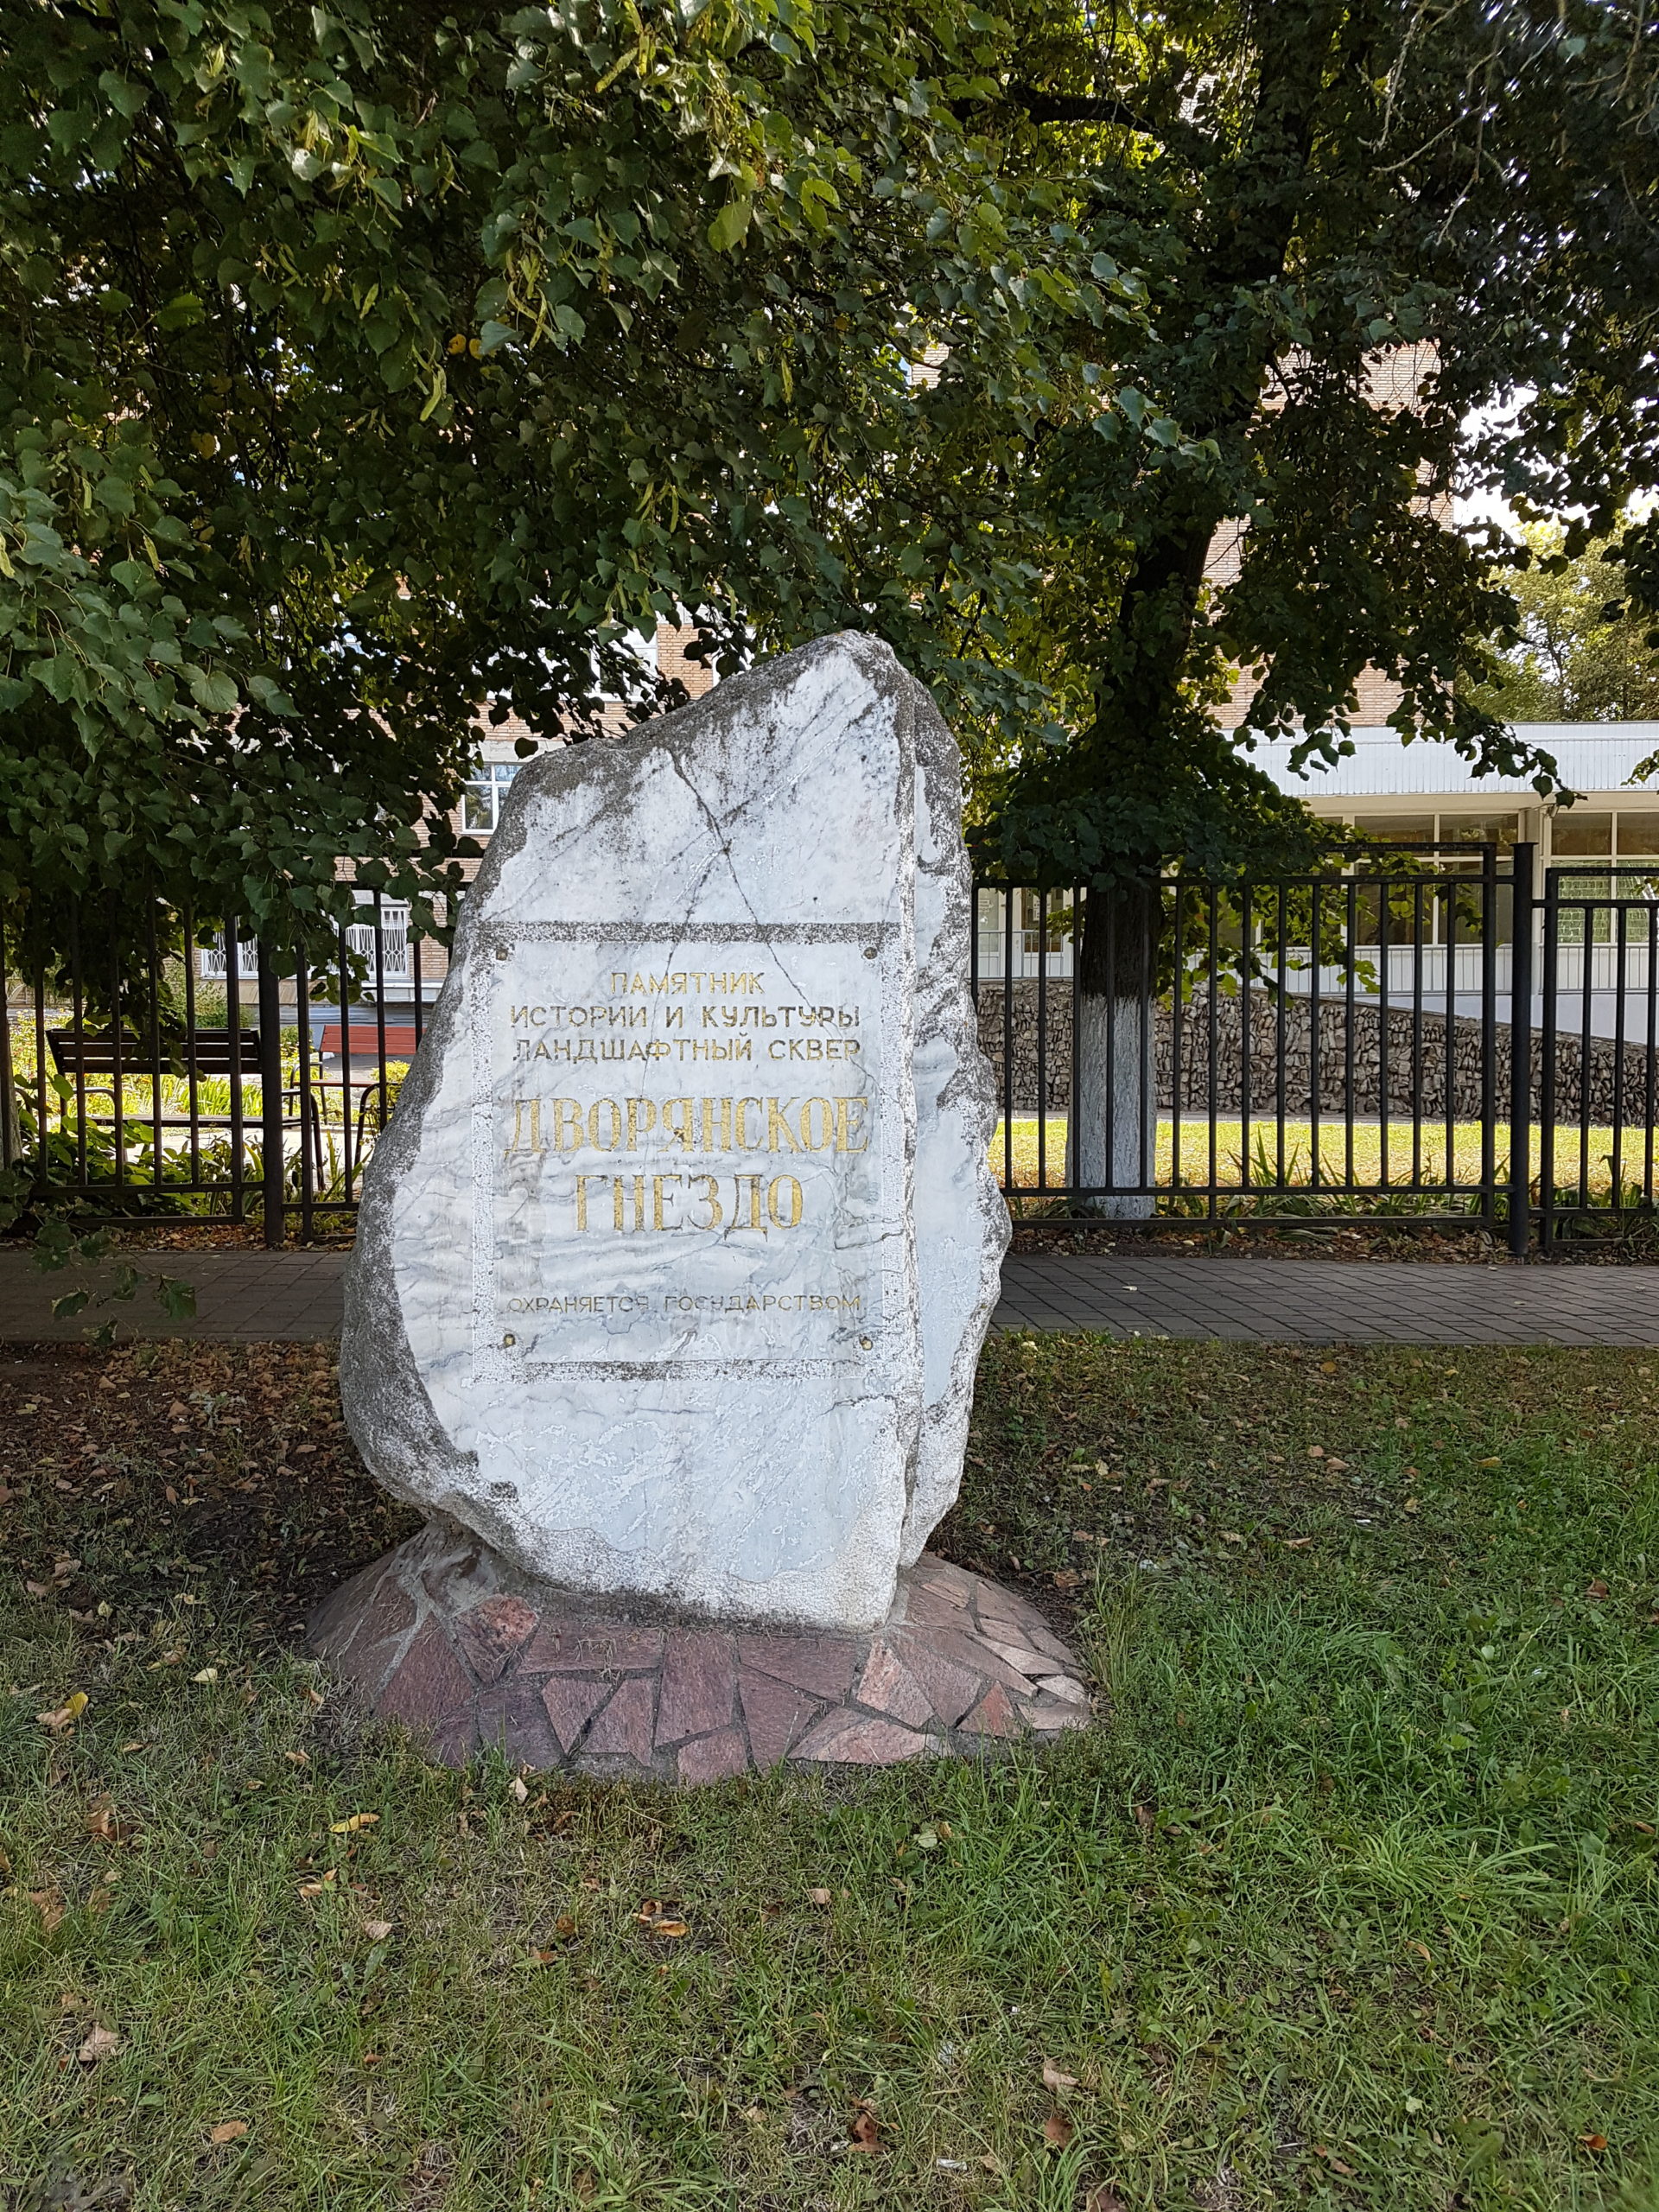 ПАМЯТНИК
ИСТОРИИ И КУЛЬТУРЫ
ЛАНДШАФТНЫЙ СКВЕР
ДВОРЯНСКОЕ
ГНЕЗДО
ОХРАНЯЕТСЯ ГОСУДАРСТВОМ